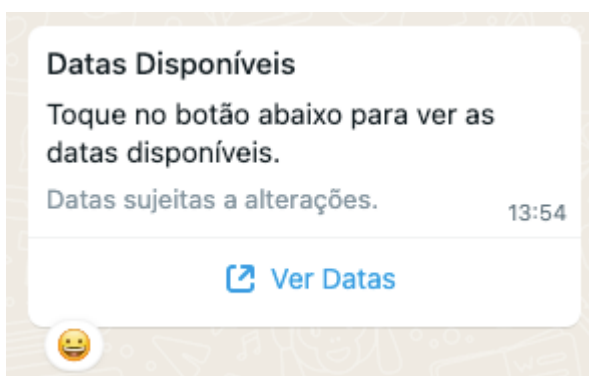 Datas Disponíveis
Toque no botão abaixo para ver as
datas disponíveis.
Datas sujeitas a alterações.
13:54
Ver Datas